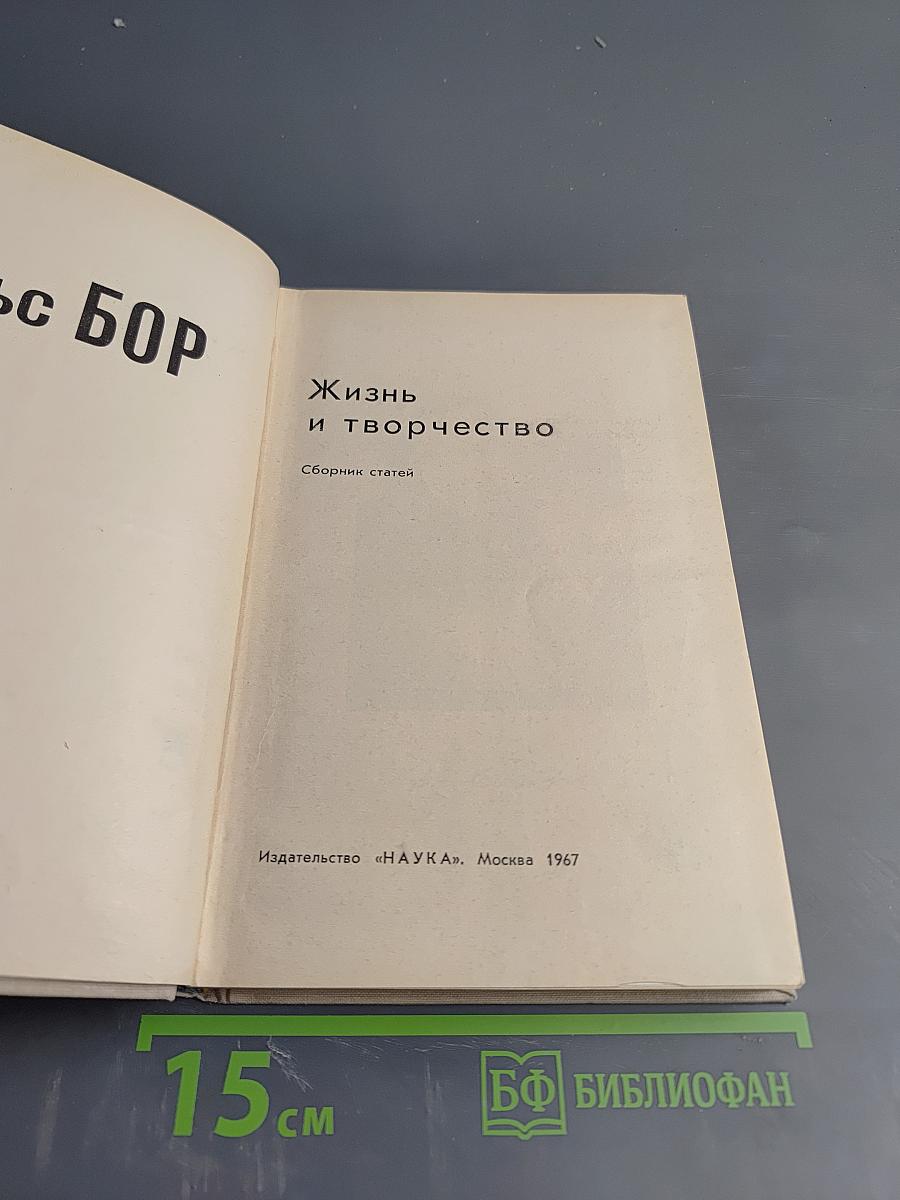 ьс БОР
Жизнь
и творчество
Сборник статей
Издательство «НАУКА». Москва 1967
15 см
БФ БИБЛИОФАН